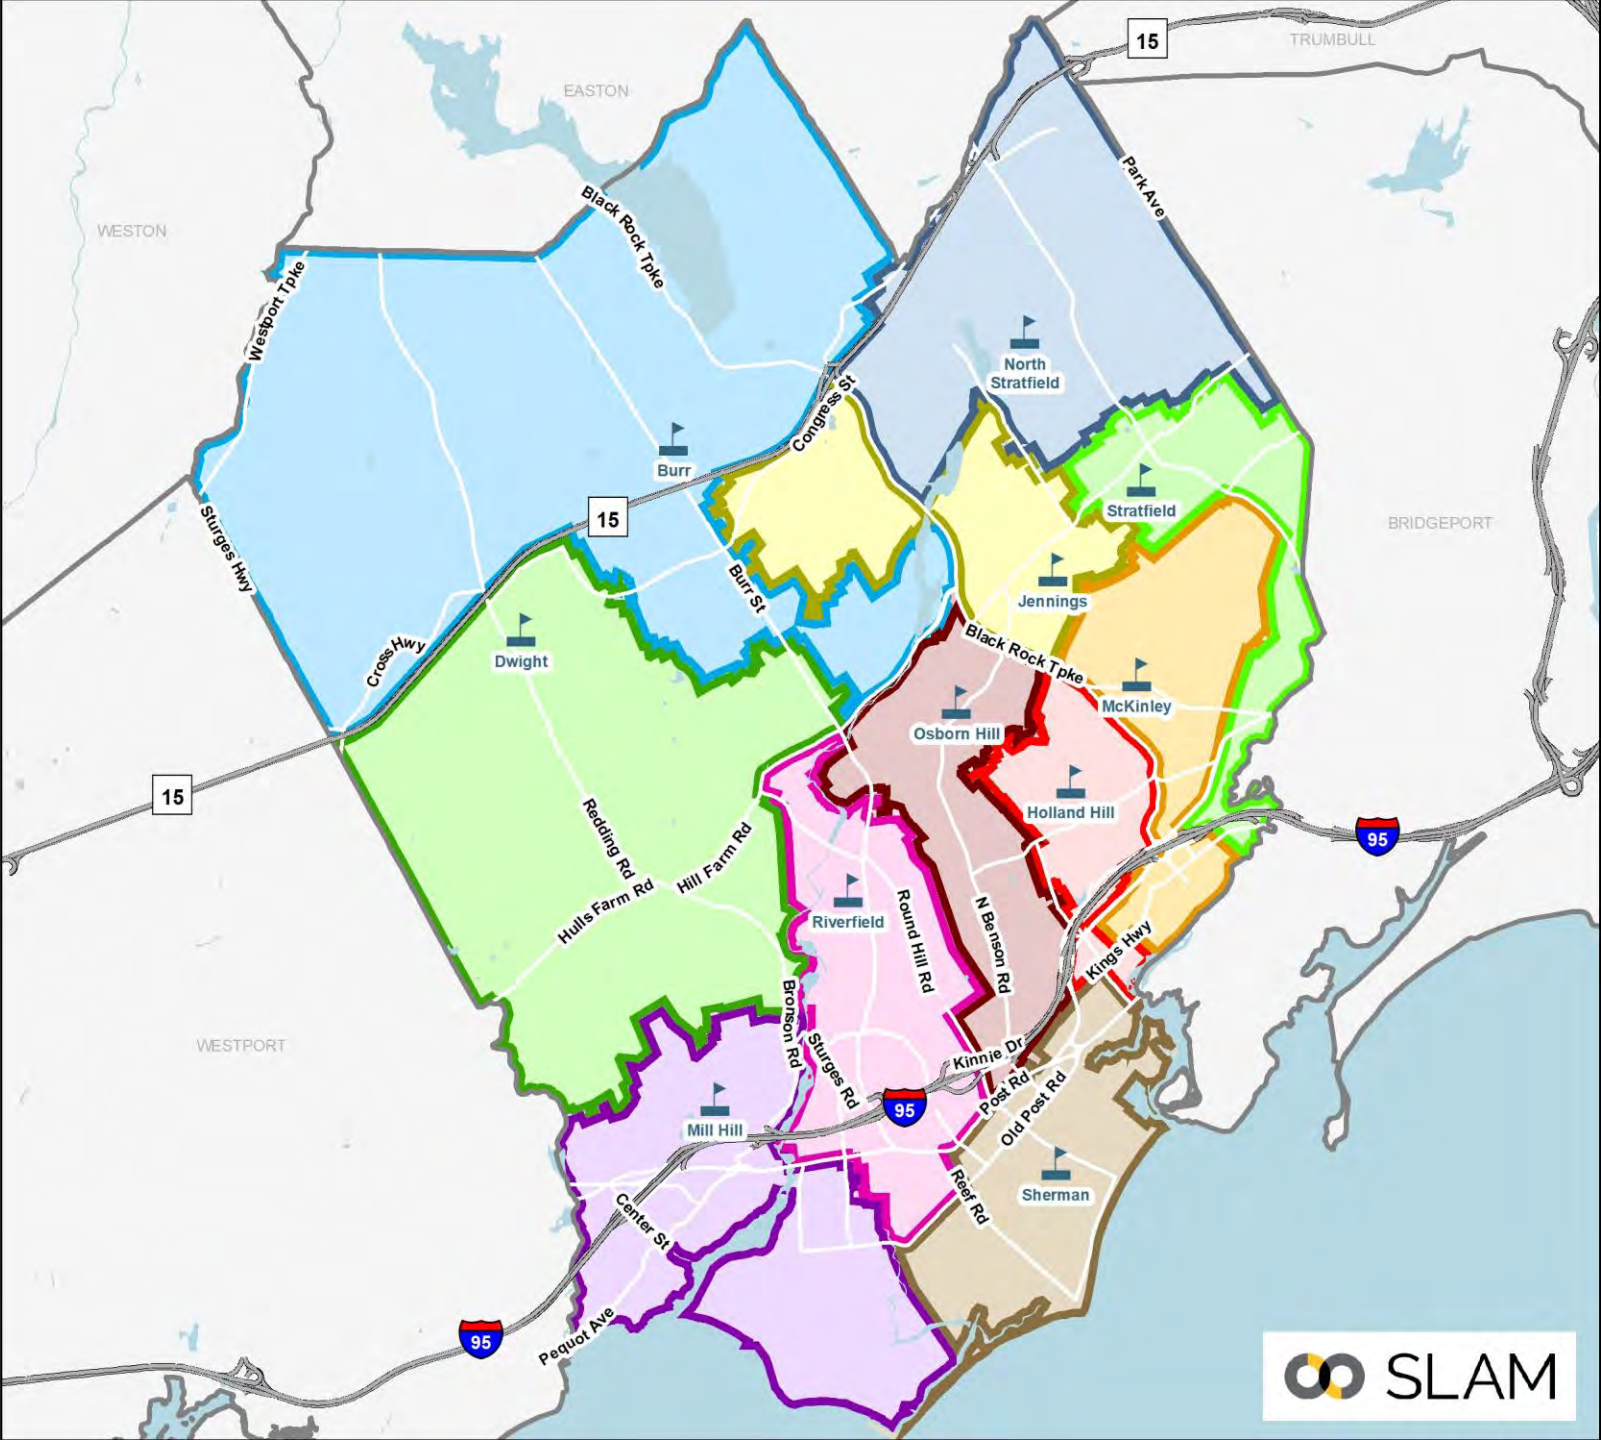 15
TRUMBULL
EASTON
Park Ave
Black Rock Tpke
WESTON
Westport Tpke
North
Stratfield
Congress St
Burr
Stratfield
15
BRIDGEPORT
Sturges Hwy
Burr St
Jennings
Black Rock Tpke
Cross Hwy
Dwight
McKinley
Osborn Hill
15
Holland Hill
95
Redding Rd
Hill Farm Rd
Hulls Farm Rd
Riverfield
Round Hill Rd
N Benson Rd
Kings Hwy
Bronson Rd
WESTPORT
Sturges Rd
Kinnie Dr
95
Post Rd
Old Post Rd
Mill Hill
Sherman
Reef Rd
Center St
95
Pequot Ave
SLAM